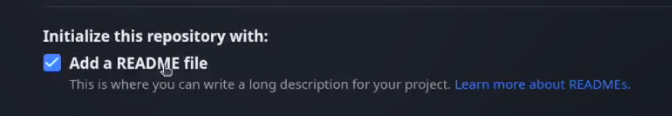 Initialize this repository with:
Add a README file
This is where you can write a long description for your project. Learn more about READMEs.